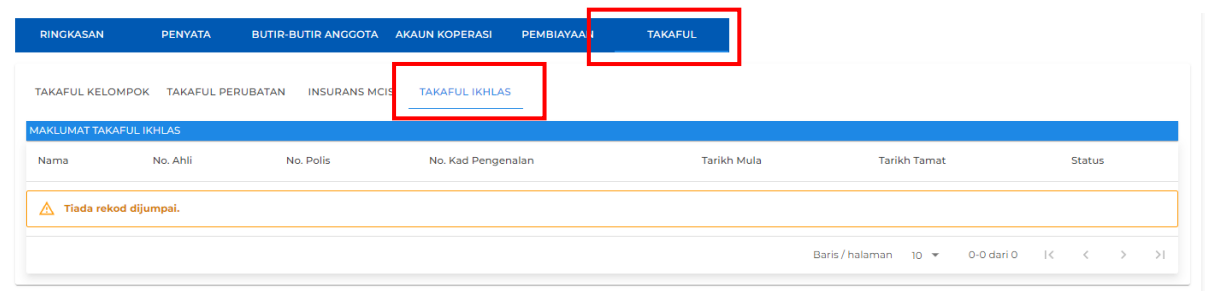 RINGKASAN PENYATA BUTIR-BUTIR ANGGOTA AKAUN KOPERASI PEMBIAYAAN TAKAFUL
TAKAFUL KELOMPOK TAKAFUL PERUBATAN INSURANS MCIS TAKAFUL IKHLAS
MAKLUMAT TAKAFUL IKHLAS
Nama No. Ahli No. Polis No. Kad Pengenalan Tarikh Mula Tarikh Tamat Status
Tiada rekod dijumpai.
Baris / halaman 10 0-0 dari 0